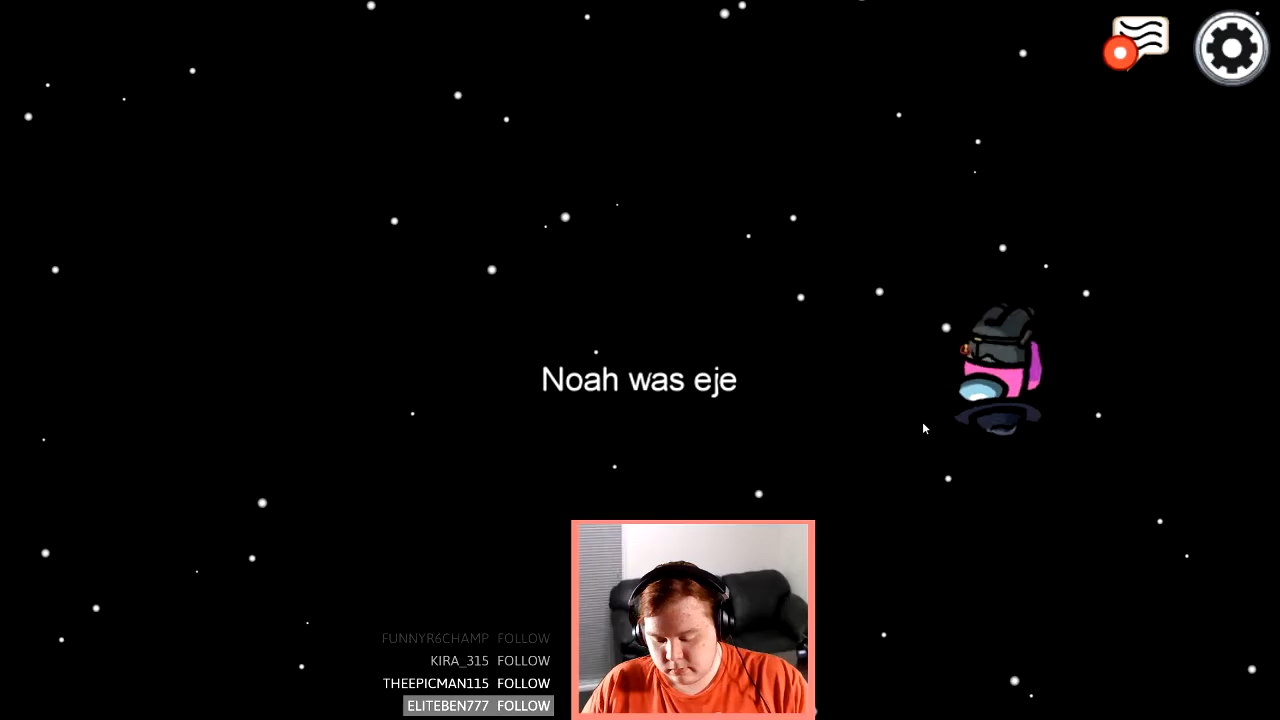 Noah was eje
FUNNYR6CHAMP FOLLOW
KIRA_315 FOLLOW
THEEPICMAN115 FOLLOW
ELITEBEN777 FOLLOW